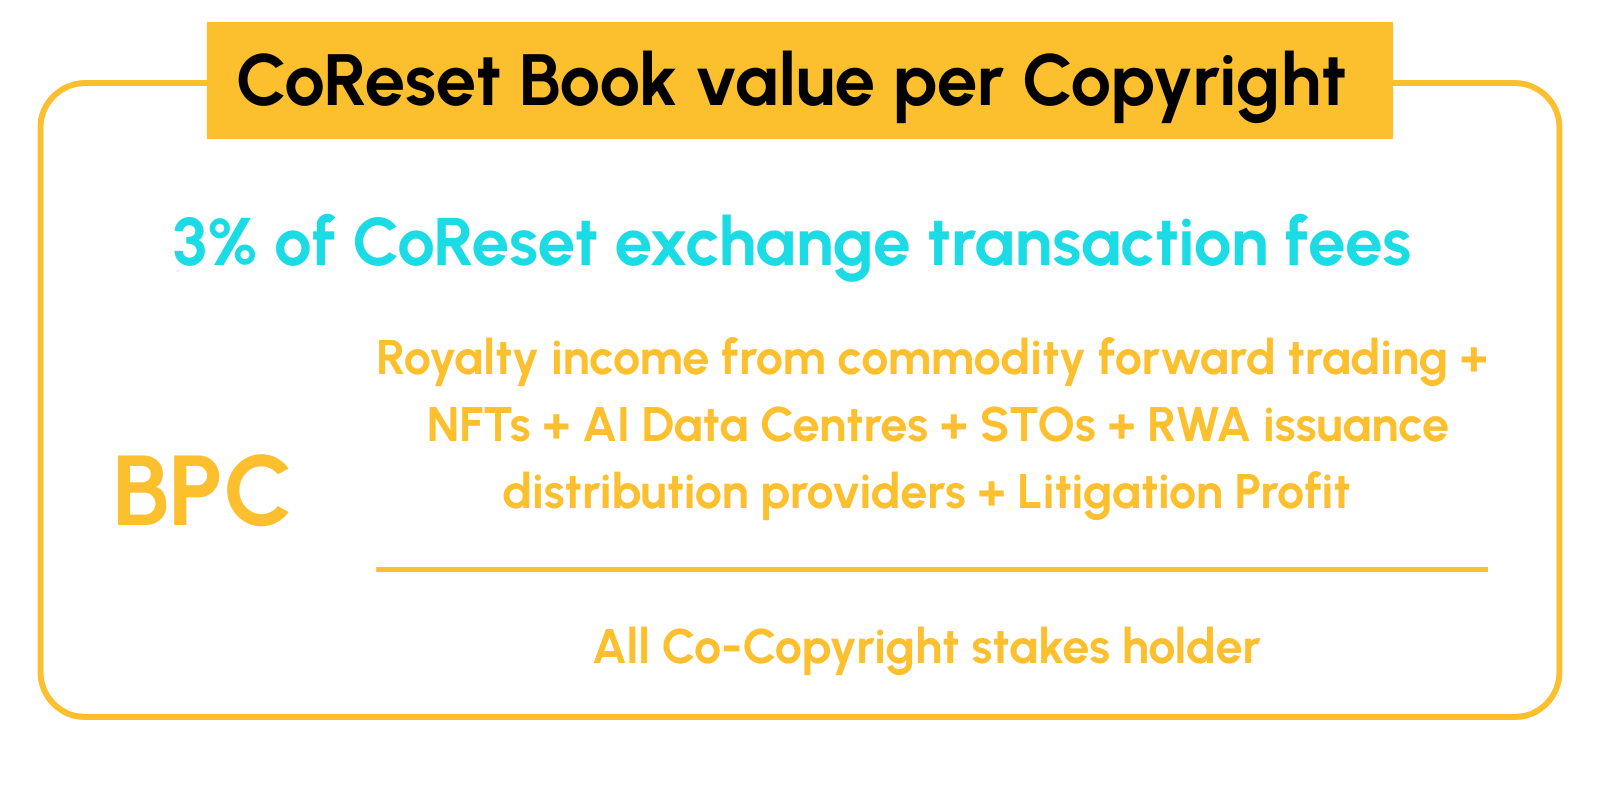 CoReset Book value per Copyright
3% of CoReset exchange transaction fees
Royalty income from commodity forward trading +
NFTs + AI Data Centres + STOs + RWA issuance
distribution providers + Litigation Profit
BPC
All Co-Copyright stakes holder